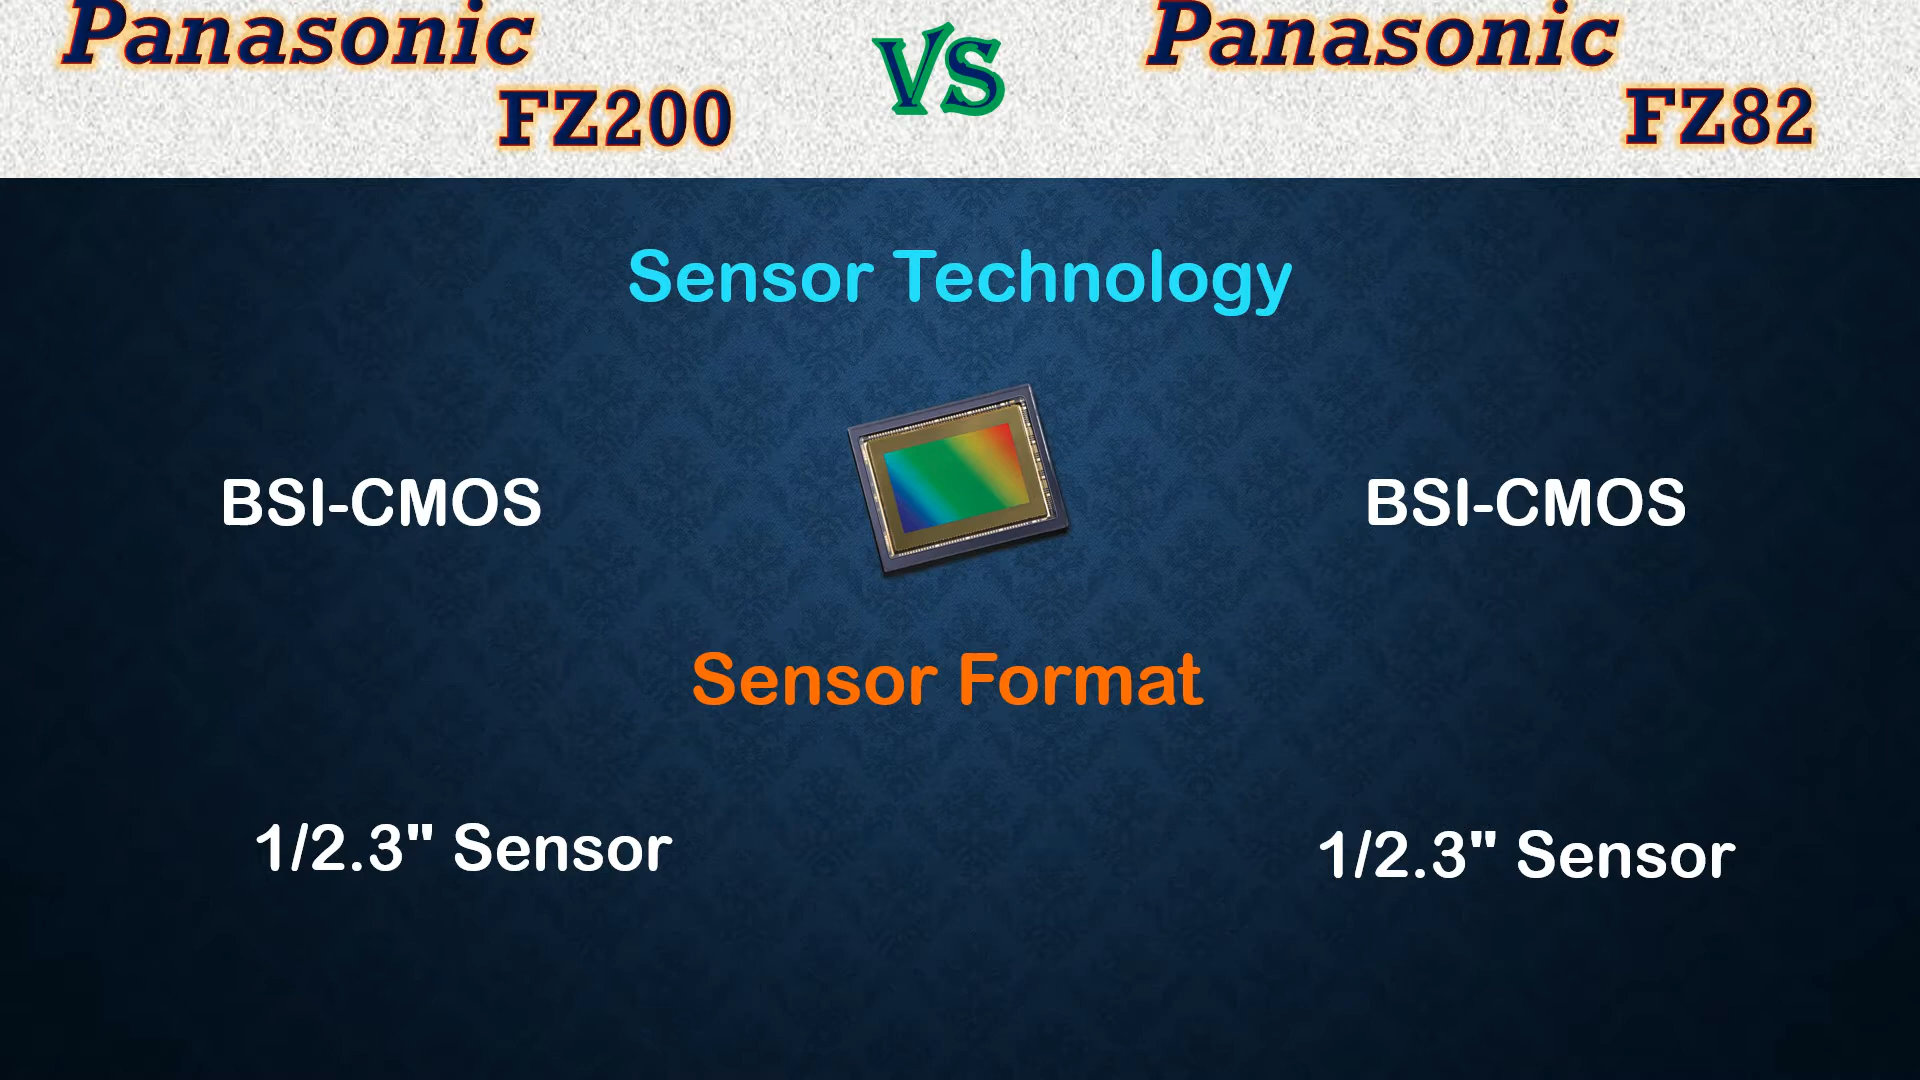 Panasonic
FZ200
VS
Panasonic
FZ82
Sensor Technology
BSI-CMOS
BSI-CMOS
Sensor Format
1/2.3" Sensor
1/2.3" Sensor